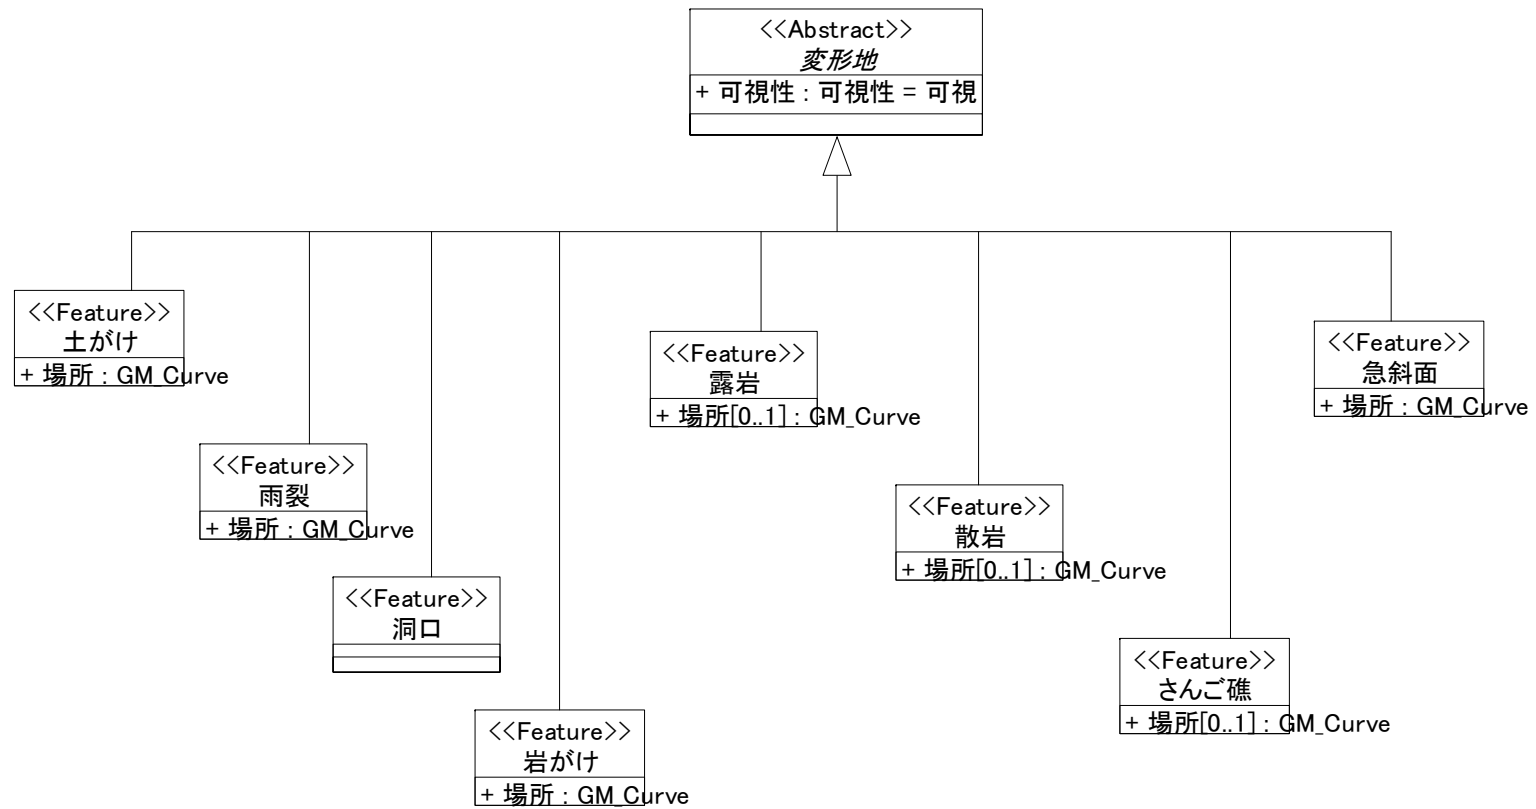 <<Abstract>>
変形地
+ 可視性 : 可視性 = 可視
<<Feature>>
土がけ
+ 場所 : GM_Curve
<<Feature>>
雨裂
+ 場所 : GM_Curve
<<Feature>>
洞口
<<Feature>>
岩がけ
+ 場所 : GM_Curve
<<Feature>>
露岩
+ 場所[0..1] : GM_Curve
<<Feature>>
散岩
+ 場所[0..1] : GM_Curve
<<Feature>>
さんご礁
+ 場所[0..1] : GM_Curve
<<Feature>>
急斜面
+ 場所 : GM_Curve